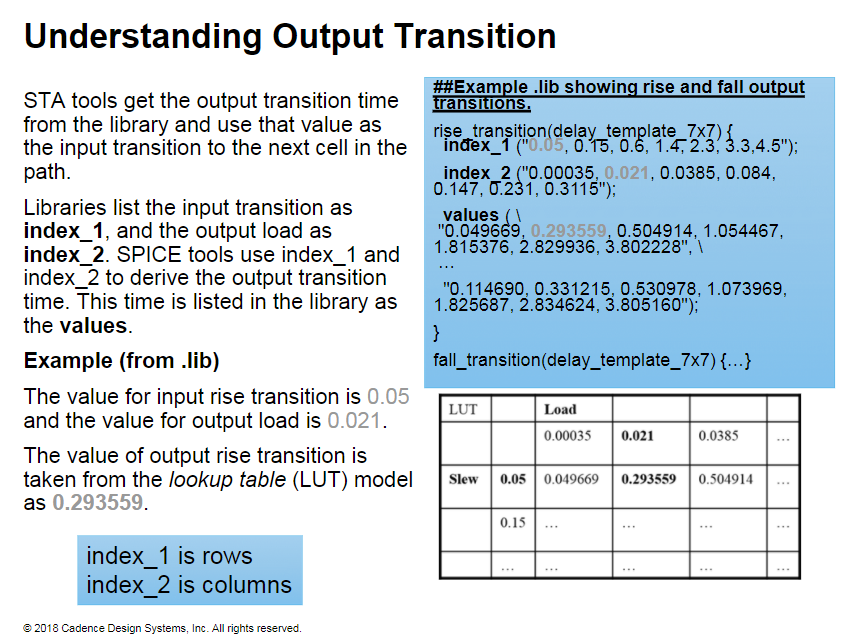 Understanding Output Transition
STA tools get the output transition time
from the library and use that value as
the input transition to the next cell in the
path.
Libraries list the input transition as
index_1, and the output load as
index_2. SPICE tools use index_1 and
index_2 to derive the output transition
time. This time is listed in the library as
the values.
Example (from .lib)
The value for input rise transition is 0.05
and the value for output load is 0.021.
The value of output rise transition is
taken from the lookup table (LUT) model
as 0.293559.
index_1 is rows
index_2 is columns
##Example .lib showing rise and fall output
transitions.
rise_transition(delay_template_7x7) {
index_1 ("0.05, 0.15, 0.6, 1.4, 2.3, 3.3,4.5");
index_2 ("0.00035, 0.021, 0.0385, 0.084,
0.147, 0.231, 0.3115");
values ( \
"0.049669, 0.293559, 0.504914, 1.054467,
1.815376, 2.829936, 3.802228", \
...
"0.114690, 0.331215, 0.530978, 1.073969,
1.825687, 2.834624, 3.805160");
}
fall_transition(delay_template_7x7) {...}
LUT Load
0.00035 0.021 0.0385 ...
Slew 0.05 0.049669 0.293559 0.504914 ...
0.15 ... ... ... ...
... ... ... ... ...
© 2018 Cadence Design Systems, Inc. All rights reserved.